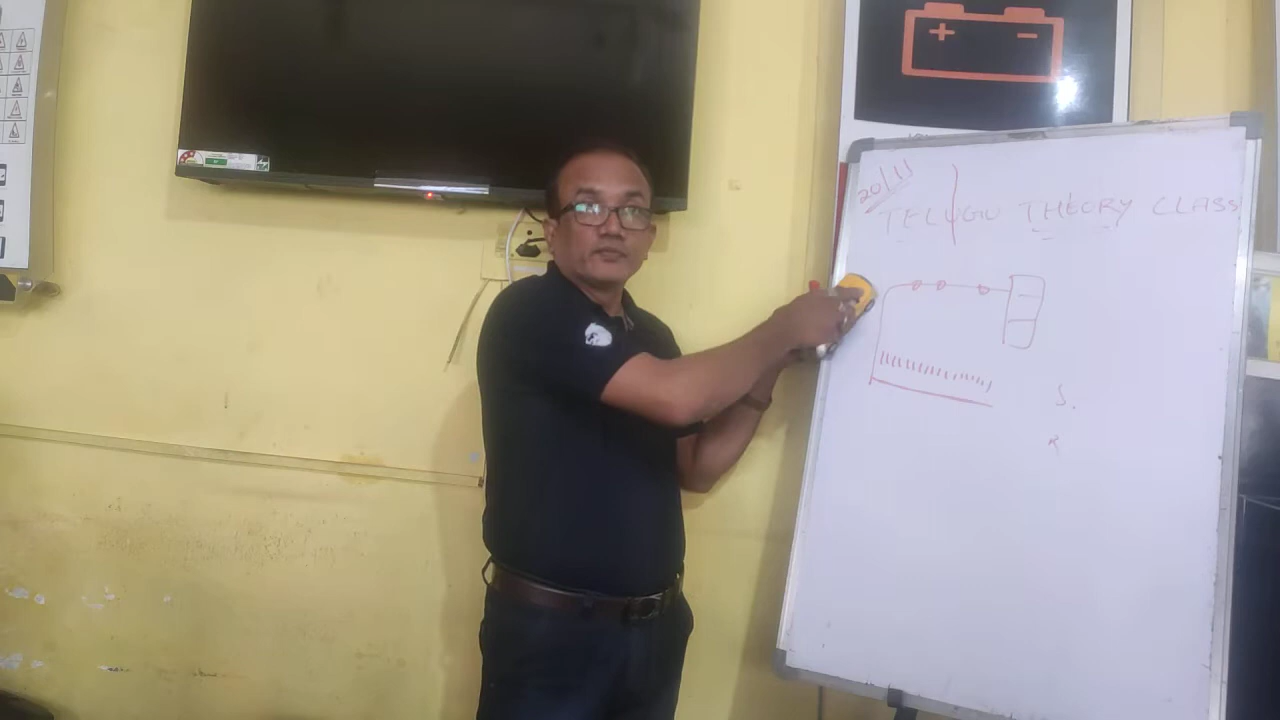 20/11
TELUGU THEORY CLASS
+ -
S.
R